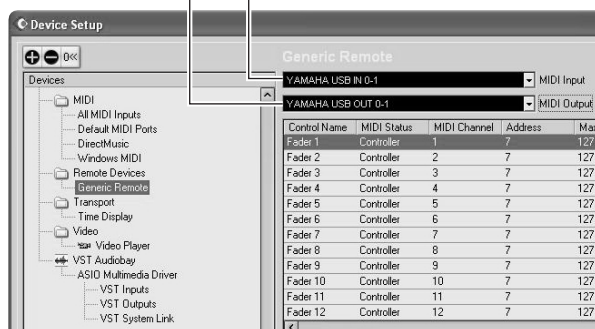 Device Setup
Devices
MIDI
All MIDI Inputs
Default MIDI Ports
DirectMusic
Windows MIDI
Remote Devices
Generic Remote
Transport
Time Display
Video
Video Player
VST Audiobay
ASIO Multimedia Driver
VST Inputs
VST Outputs
VST System Link
Generic Remote
YAMAHA USB IN 0-1 MIDI Input
YAMAHA USB OUT 0-1 MIDI Output
Control Name MIDI Status MIDI Channel Address Max
Fader 1 Controller 1 7 127
Fader 2 Controller 2 7 127
Fader 3 Controller 3 7 127
Fader 4 Controller 4 7 127
Fader 5 Controller 5 7 127
Fader 6 Controller 6 7 127
Fader 7 Controller 7 7 127
Fader 8 Controller 8 7 127
Fader 9 Controller 9 7 127
Fader 10 Controller 10 7 127
Fader 11 Controller 11 7 127
Fader 12 Controller 12 7 127